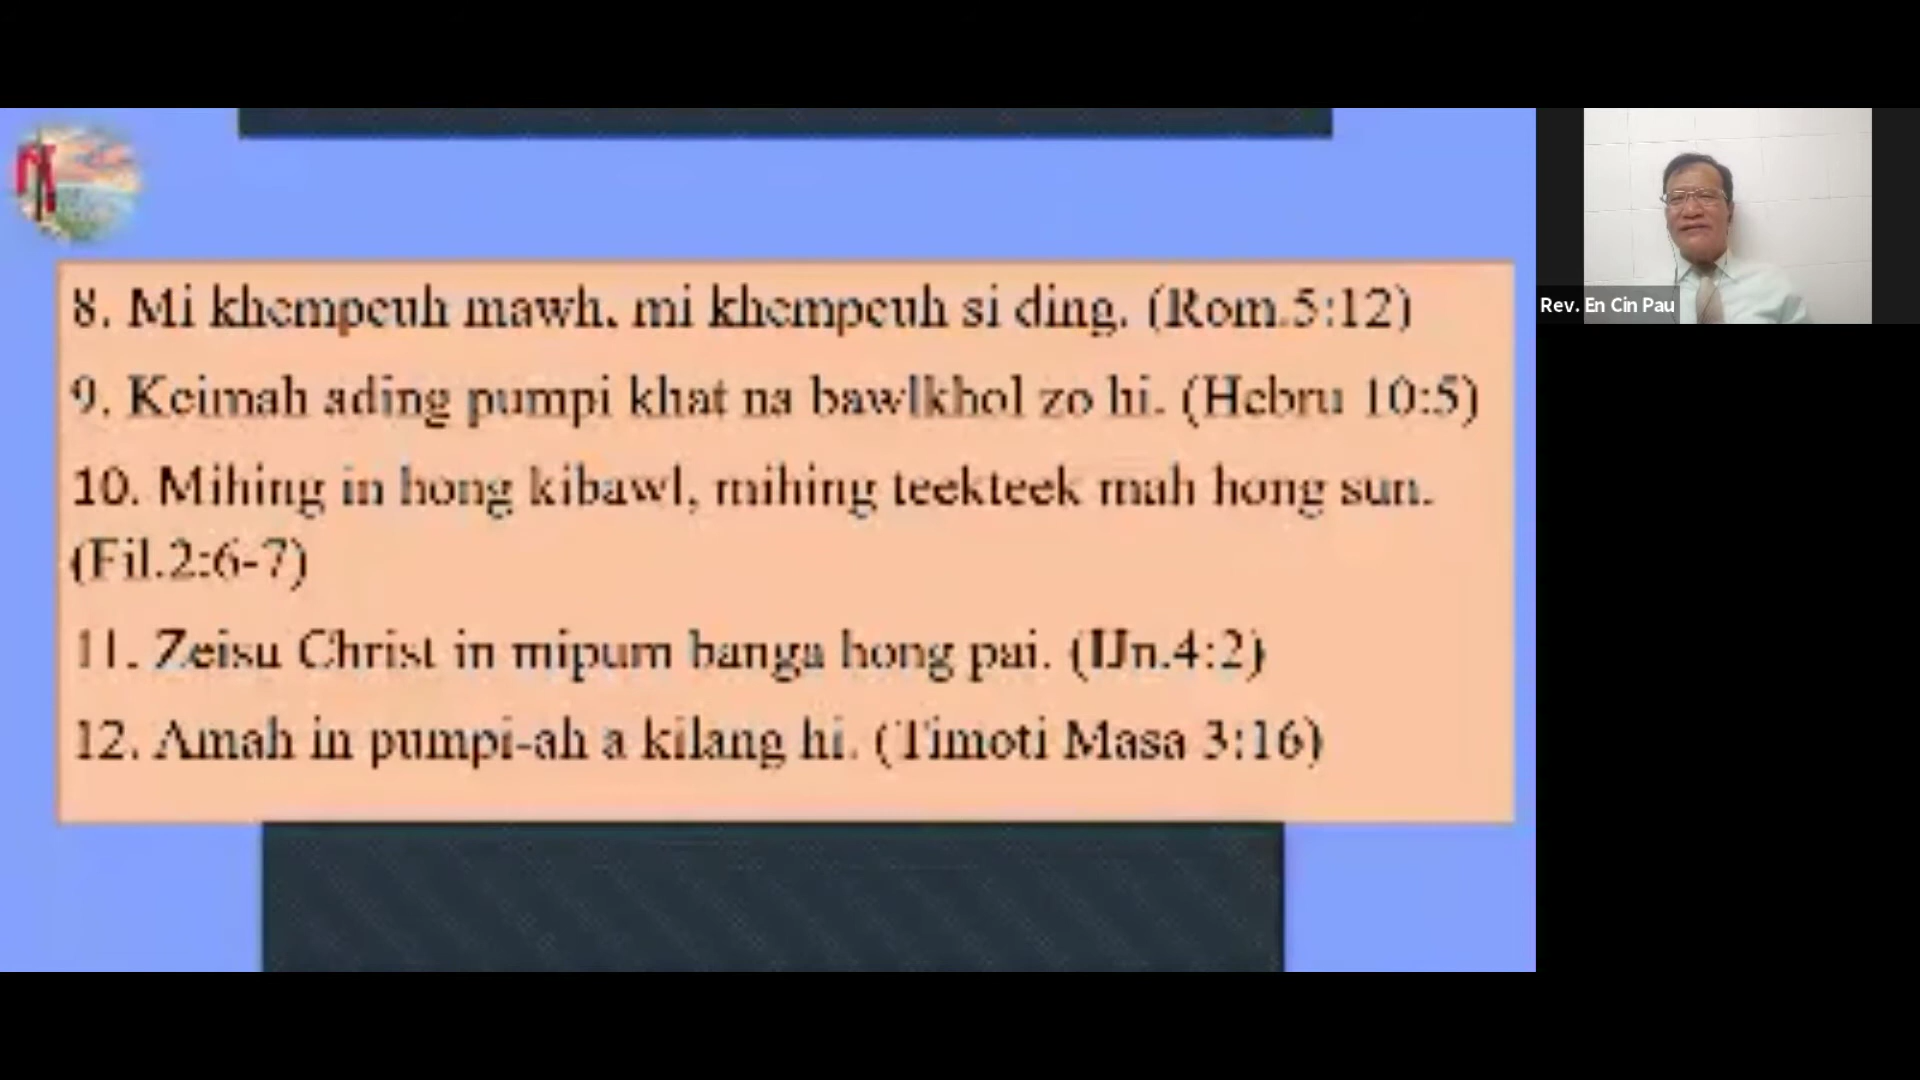 8. Mi khempeuh mawh, mi khempeuh si ding. (Rom.5:12)
9. Keimah ading pumpi khat na bawlkhol zo hi. (Hebru 10:5)
10. Mihing in hong kibawl, mihing teekteek mah hong sun.
(Fil.2:6-7)
11. Zeisu Christ in mipum banga hong pai. (IJn.4:2)
12. Amah in pumpi-ah a kilang hi. (Timoti Masa 3:16)
Rev. En Cin Pau